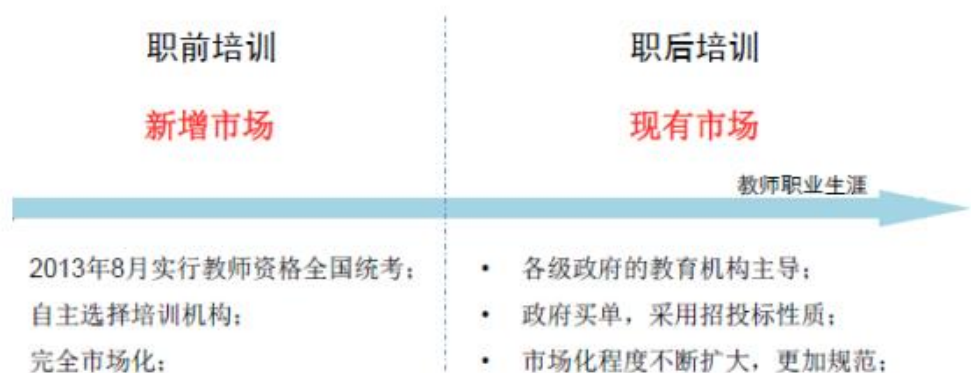 职前培训
职后培训
新增市场
现有市场
教师职业生涯
2013年8月实行教师资格全国统考;
自主选择培训机构;
完全市场化;
• 各级政府的教育机构主导;
• 政府买单，采用招投标性质;
• 市场化程度不断扩大，更加规范;